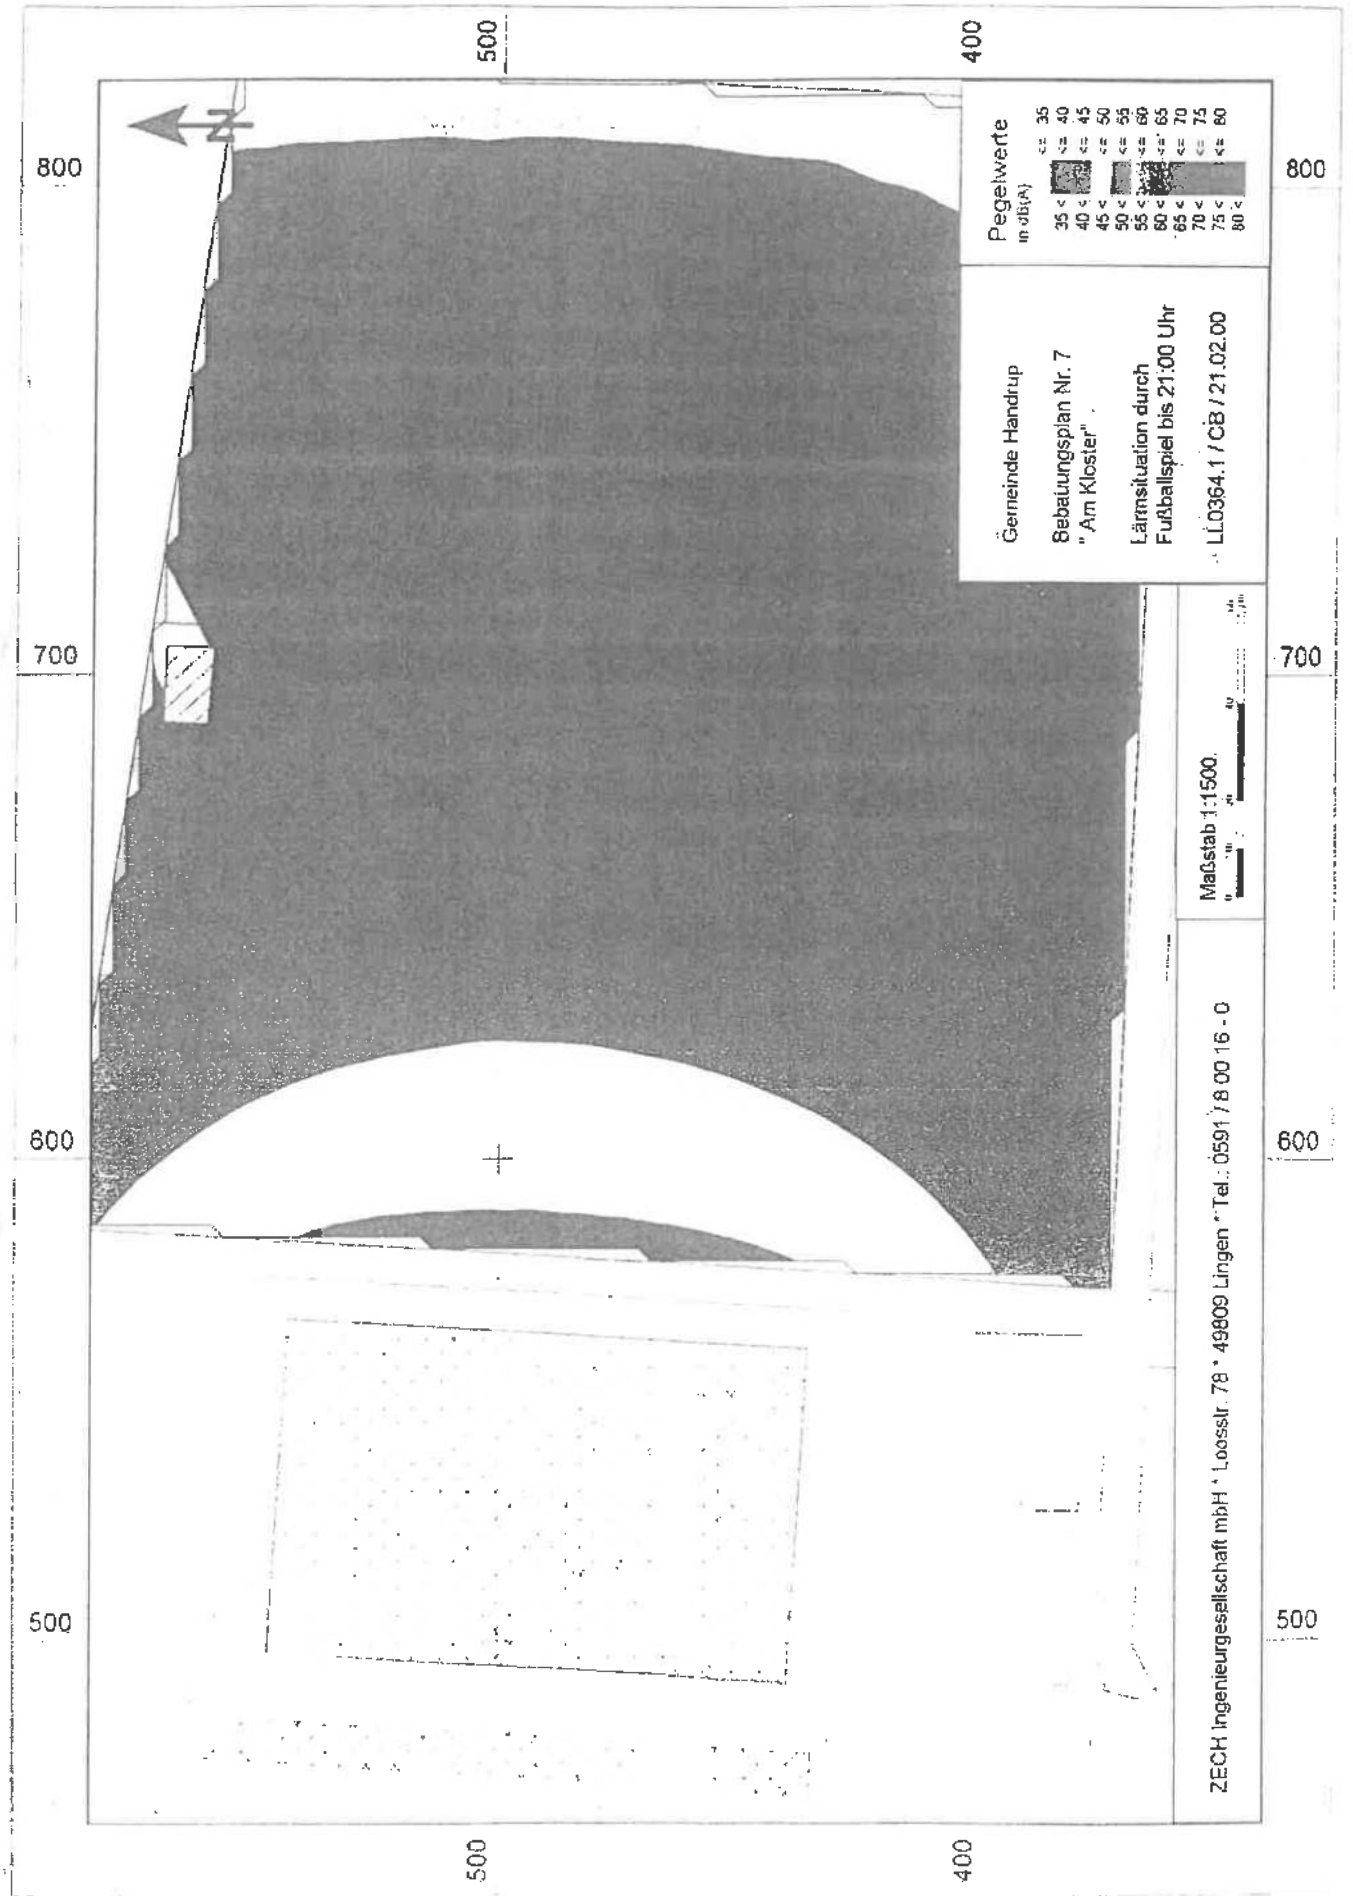 500
400
N
800
800
700
700
600
600
500
500
500
400
Pegelwerte
in dB(A)
<= 35
35 < <= 40
40 < <= 45
45 < <= 50
50 < <= 55
55 < <= 60
60 < <= 65
65 < <= 70
70 < <= 75
75 < <= 80
80 <
Gemeinde Handrup
Bebauungsplan Nr. 7
" Am Kloster"
Lärmsituation durch
Fußballspiel bis 21:00 Uhr
LL0364.1 / CB / 21.02.00
Maßstab 1:1500
ZECH Ingenieurgesellschaft mbH * Loosstr. 78 * 49809 Lingen * Tel.: 0591 / 8 00 16 - 0